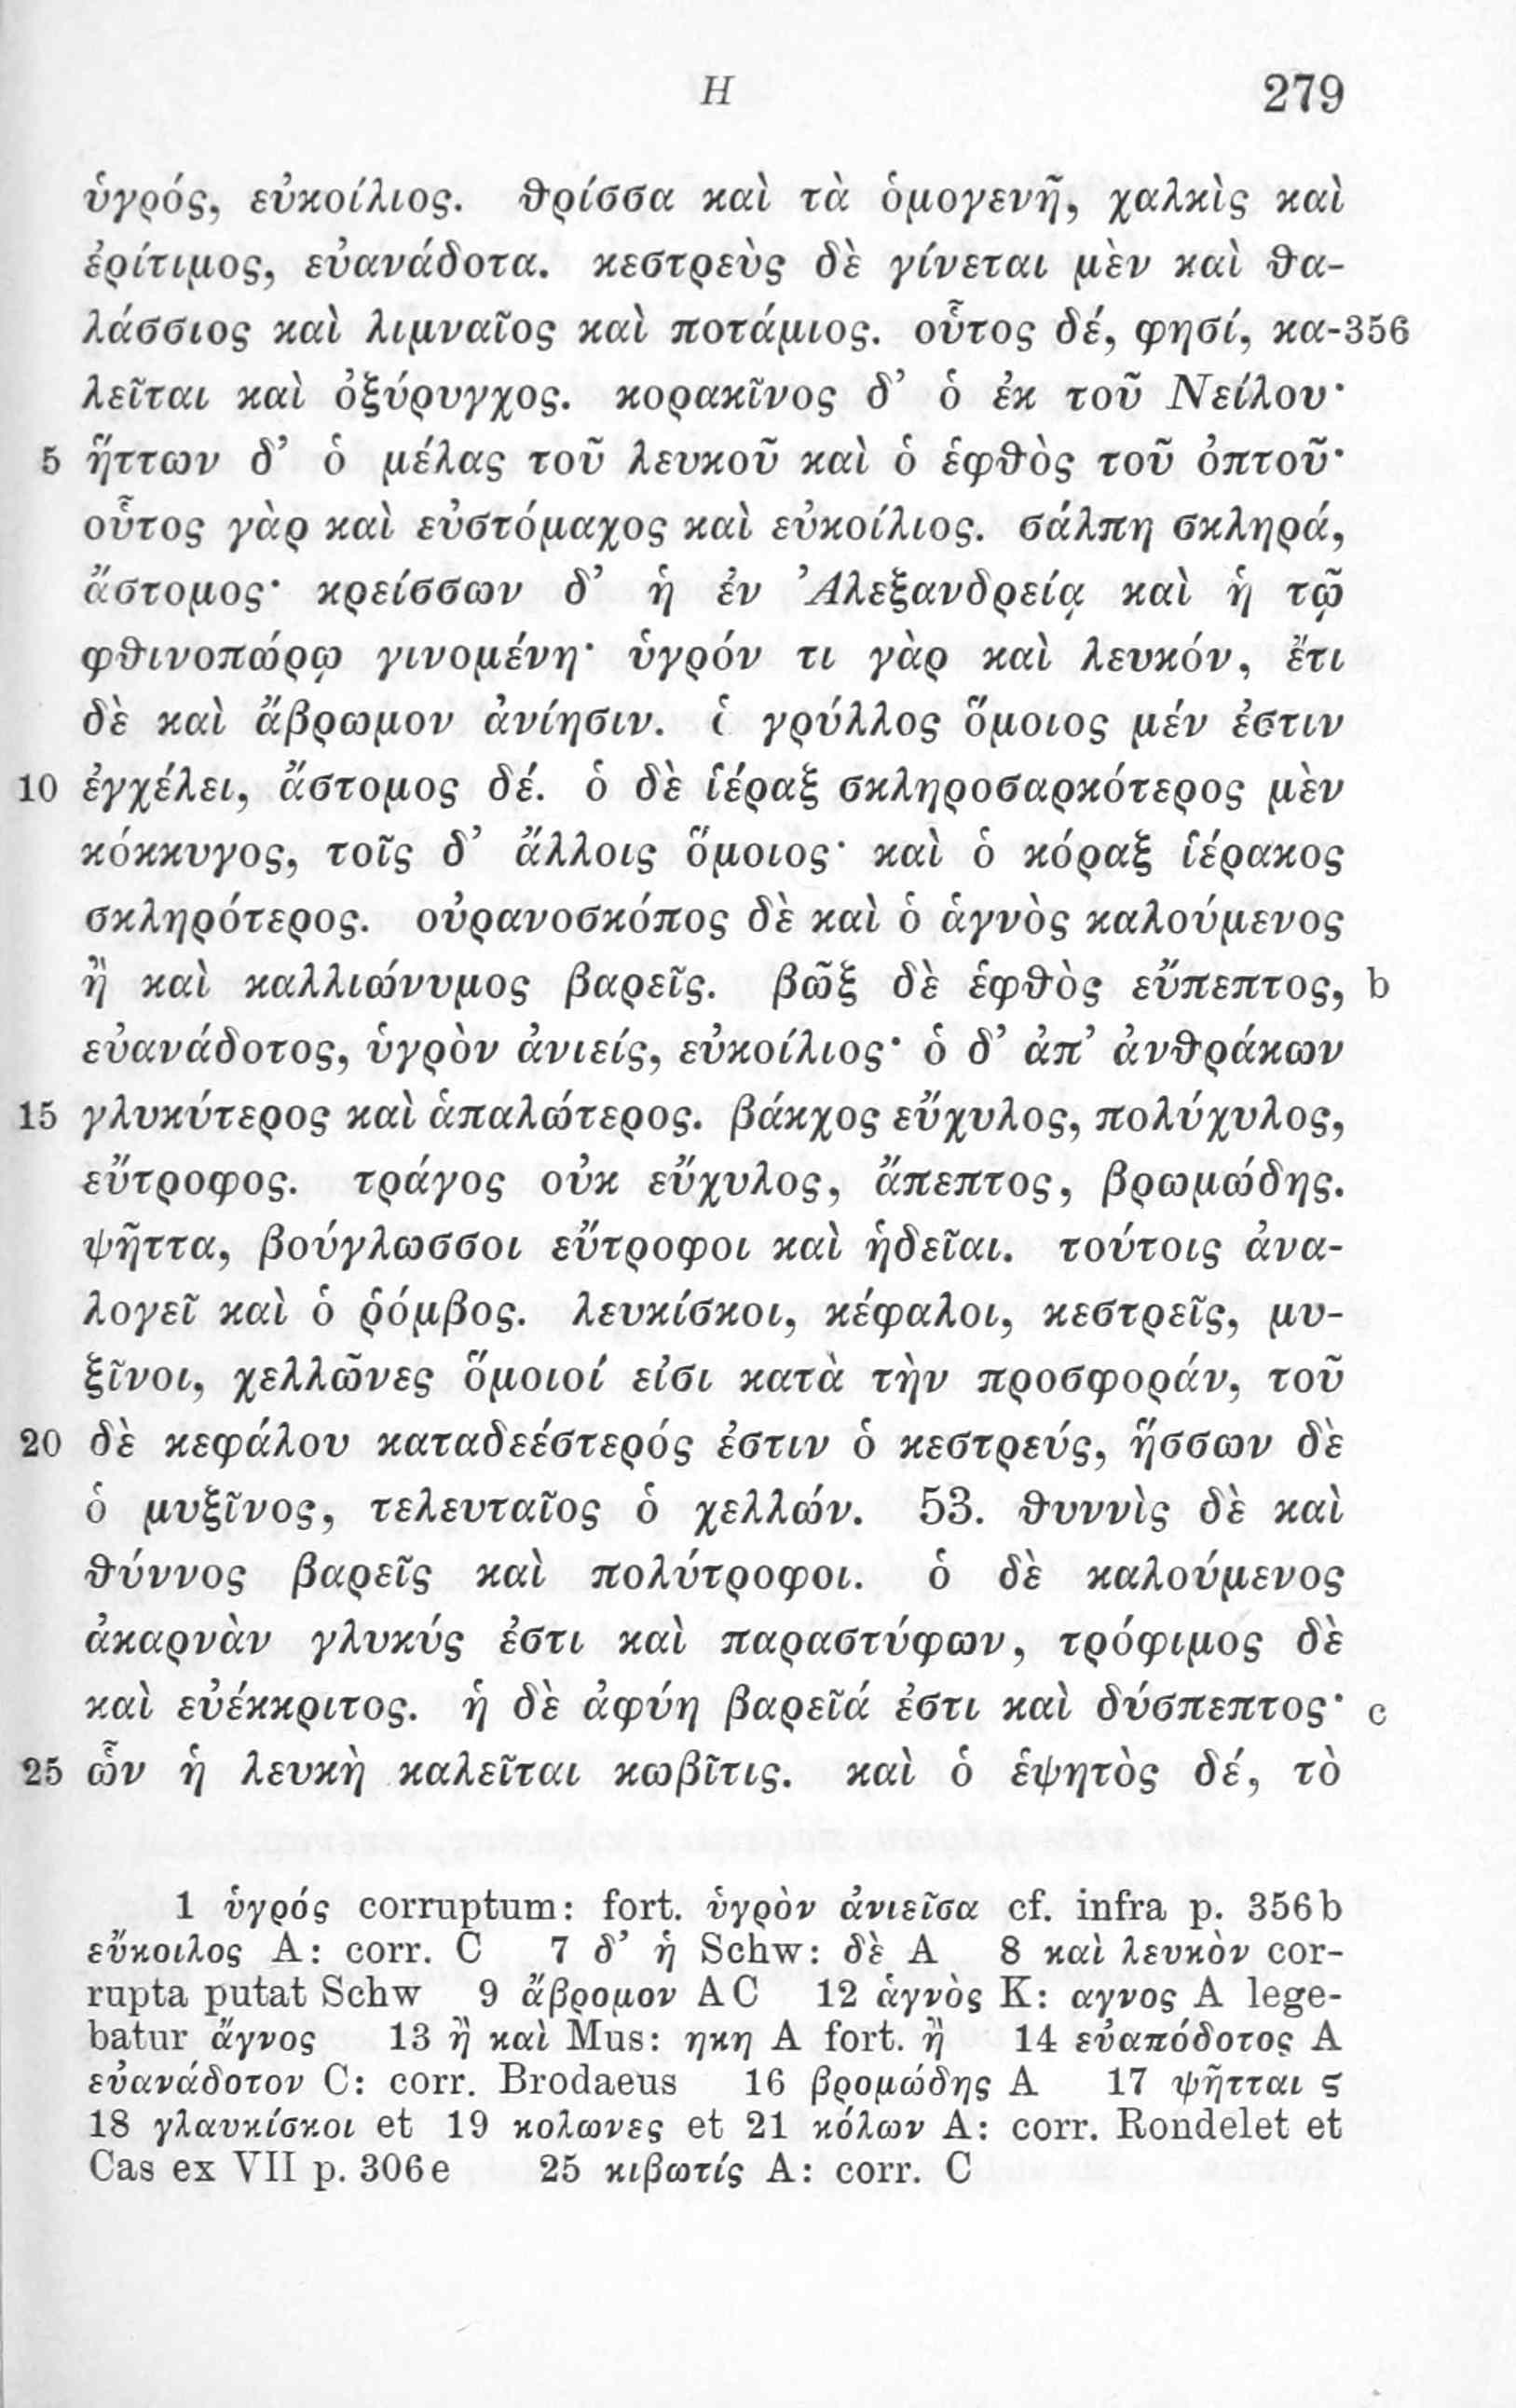 H 279
ὑγρός, εὐκοίλιος. θρίσσα καὶ τὰ ὁμογενῆ, χαλκὶς καὶ
ἐρίτιμος, εὐανάδοτα. κεστρεὺς δὲ γίνεται μὲν καὶ θα-
λάσσιος καὶ λιμναῖος καὶ ποτάμιος. οὗτος δέ, φησί, κα- 356
λεῖται καὶ ὀξύρυγχος. κορακῖνος δ’ ὁ ἐκ τοῦ Νείλου·
5 ἥττων δ’ ὁ μέλας τοῦ λευκοῦ καὶ ὁ ἑφθὸς τοῦ ὀπτοῦ·
οὗτος γὰρ καὶ εὐστόμαχος καὶ εὐκοίλιος. σάλπη σκληρά,
ἄστομος· κρείσσων δ’ ἡ ἐν Ἀλεξανδρείᾳ καὶ ἡ τῷ
φθινοπώρῳ γινομένη· ὑγρόν τι γὰρ καὶ λευκόν, ἔτι
δὲ καὶ ἄβρωμον ἀνίησιν. ὁ γρύλλος ὅμοιος μέν ἐστιν
10 ἐγχέλει, ἄστομος δέ. ὁ δὲ ἱέραξ σκληροσαρκότερος μὲν
κόκκυγος, τοῖς δ’ ἄλλοις ὅμοιος· καὶ ὁ κόραξ ἱέρακος
σκληρότερος. οὐρανοσκόπος δὲ καὶ ὁ ἁγνὸς καλούμενος
ἢ καὶ καλλιώνυμος βαρεῖς. βῶξ δὲ ἑφθὸς εὔπεπτος, b
εὐανάδοτος, ὑγρὸν ἀνιείς, εὐκοίλιος· ὁ δ’ ἀπ’ ἀνθράκων
15 γλυκύτερος καὶ ἁπαλώτερος. βάκχος εὔχυλος, πολύχυλος,
εὔτροφος. τράγος οὐκ εὔχυλος, ἄπεπτος, βρωμώδης.
ψῆττα, βούγλωσσοι εὔτροφοι καὶ ἡδεῖαι. τούτοις ἀνα-
λογεῖ καὶ ὁ ῥόμβος. λευκίσκοι, κέφαλοι, κεστρεῖς, μυ-
ξῖνοι, χελλῶνες ὅμοιοί εἰσι κατὰ τὴν προσφοράν, τοῦ
20 δὲ κεφάλου καταδεέστερός ἐστιν ὁ κεστρεύς, ἥσσων δὲ
ὁ μυξῖνος, τελευταῖος ὁ χελλών. 53. θυννὶς δὲ καὶ
θύννος βαρεῖς καὶ πολύτροφοι. ὁ δὲ καλούμενος
ἀκαρνὰν γλυκύς ἐστι καὶ παραστύφων, τρόφιμος δὲ
καὶ εὐέκκριτος. ἡ δὲ ἀφύη βαρεῖά ἐστι καὶ δύσπεπτος· c
25 ὧν ἡ λευκὴ καλεῖται κωβῖτις. καὶ ὁ ἑψητὸς δέ, τὸ
1 ὑγρός corruptum: fort. ὑγρὸν ἀνιεῖσα cf. infra p. 356b
εὔκοιλος A: corr. C 7 δ’ ἡ Schw: δὲ A 8 καὶ λευκὸν cor-
rupta putat Schw 9 ἄβρομον AC 12 ἁγνὸς K: αγνος A lege-
batur ἄγνος 13 ἢ καὶ Mus: ηκη A fort. ἢ 14 εὐαπόδοτος A
εὐανάδοτον C: corr. Brodaeus 16 βρομώδης A 17 ψῆτται ς
18 γλαυκίσκοι et 19 κολωνες et 21 κόλων A: corr. Rondelet et
Cas ex VII p. 306e 25 κιβωτίς A: corr. C